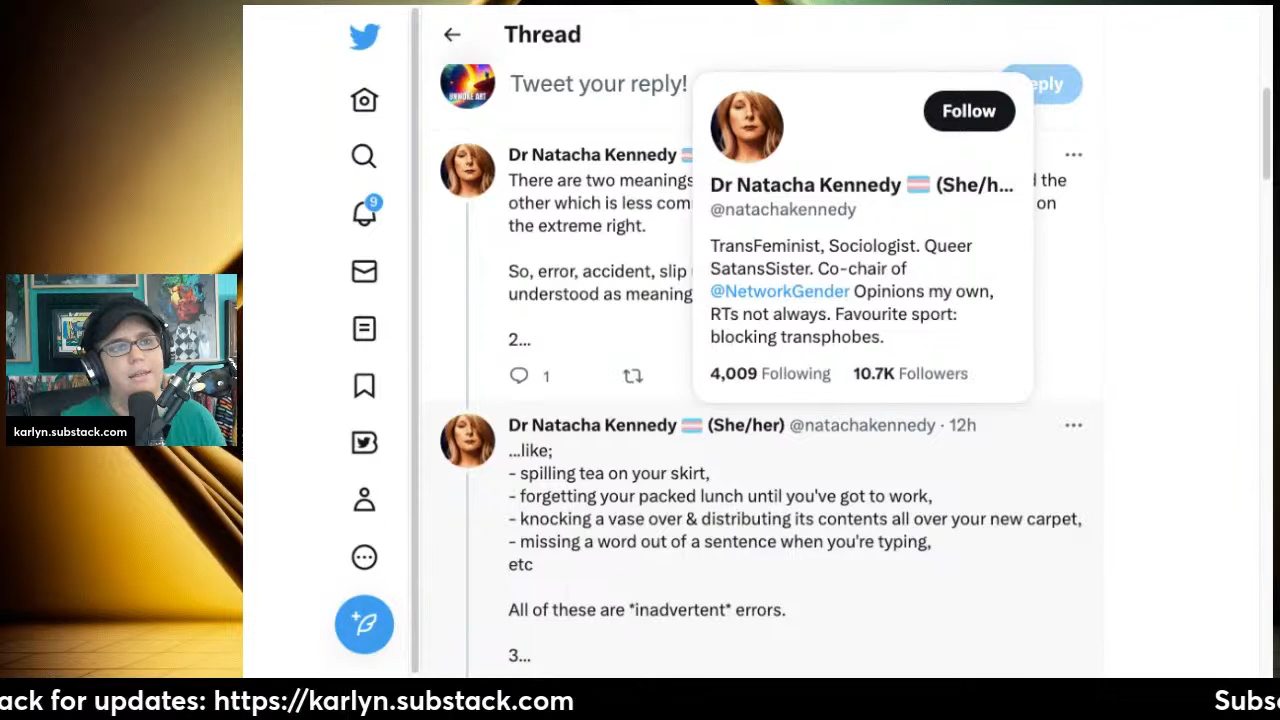 Thread
UNWOKE ART
Tweet your reply!
eply
Follow
Dr Natacha Kennedy
Dr Natacha Kennedy 🏳️‍⚧️ (She/h...
@natachakennedy
There are two meanings
d the
other which is less com
on
the extreme right.
TransFeminist, Sociologist. Queer
SatansSister. Co-chair of
@NetworkGender Opinions my own,
RTs not always. Favourite sport:
blocking transphobes.
4,009 Following 10.7K Followers
So, error, accident, slip
understood as meaning
2...
1
9
Dr Natacha Kennedy 🏳️‍⚧️ (She/her) @natachakennedy · 12h
...like;
- spilling tea on your skirt,
- forgetting your packed lunch until you've got to work,
- knocking a vase over & distributing its contents all over your new carpet,
- missing a word out of a sentence when you're typing,
etc
All of these are *inadvertent* errors.
3...
karlyn.substack.com
ack for updates: https://karlyn.substack.com
Subs